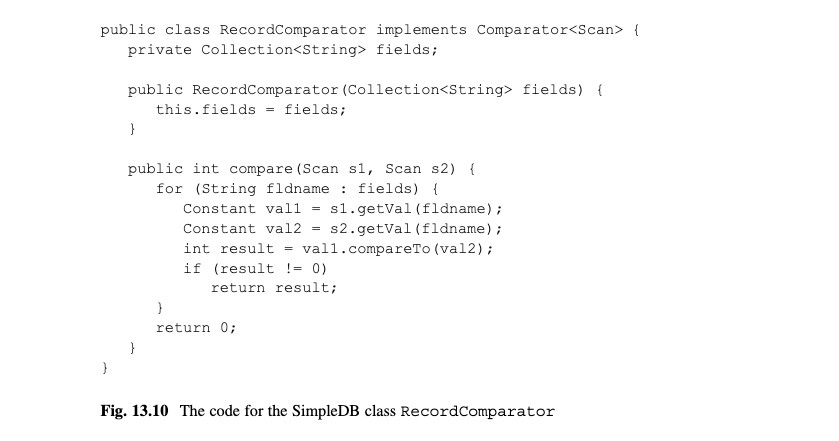 public class RecordComparator implements Comparator<Scan> {
   private Collection<String> fields;

   public RecordComparator(Collection<String> fields) {
      this.fields = fields;
   }

   public int compare(Scan s1, Scan s2) {
      for (String fldname : fields) {
         Constant val1 = s1.getVal(fldname);
         Constant val2 = s2.getVal(fldname);
         int result = val1.compareTo(val2);
         if (result != 0)
            return result;
      }
      return 0;
   }
}
Fig. 13.10 The code for the SimpleDB class RecordComparator